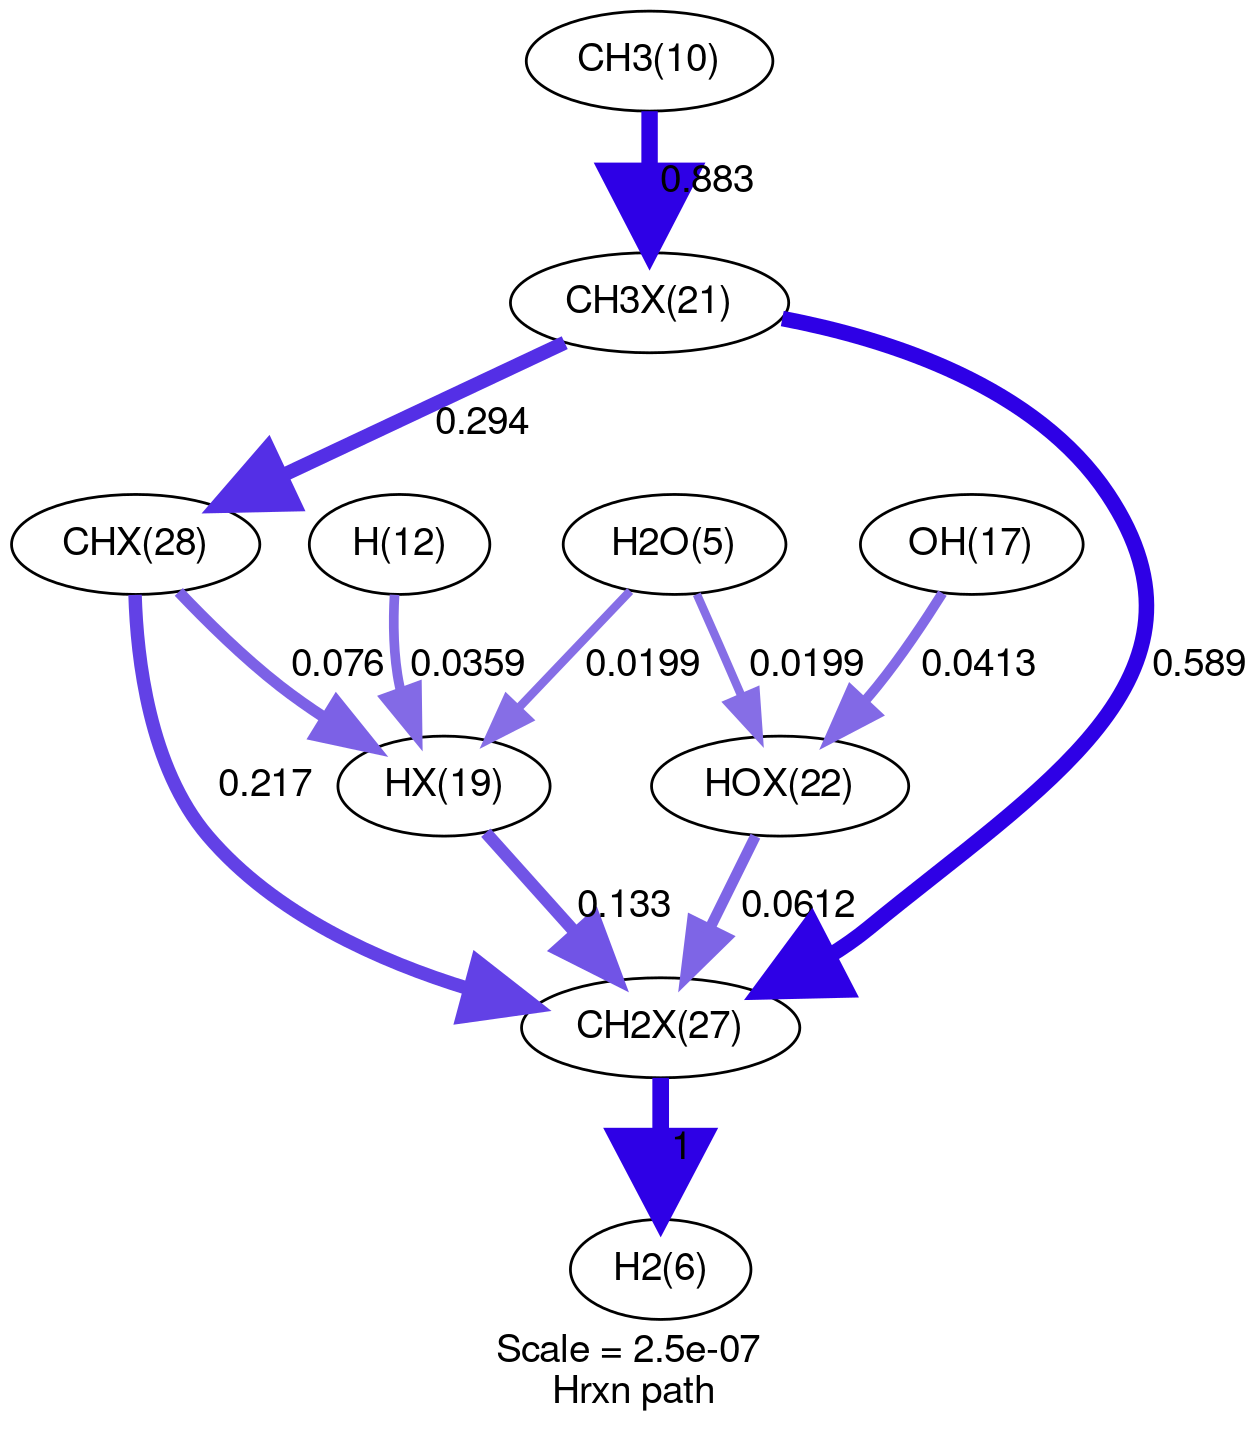 CH3(10)
0.883
CH3X(21)
0.294
CHX(28)
H(12)
H2O(5)
OH(17)
0.076
0.0359
0.0199
0.0199
0.0413
0.589
0.217
HX(19)
HOX(22)
0.133
0.0612
CH2X(27)
1
H2(6)
Scale = 2.5e-07
Hrxn path